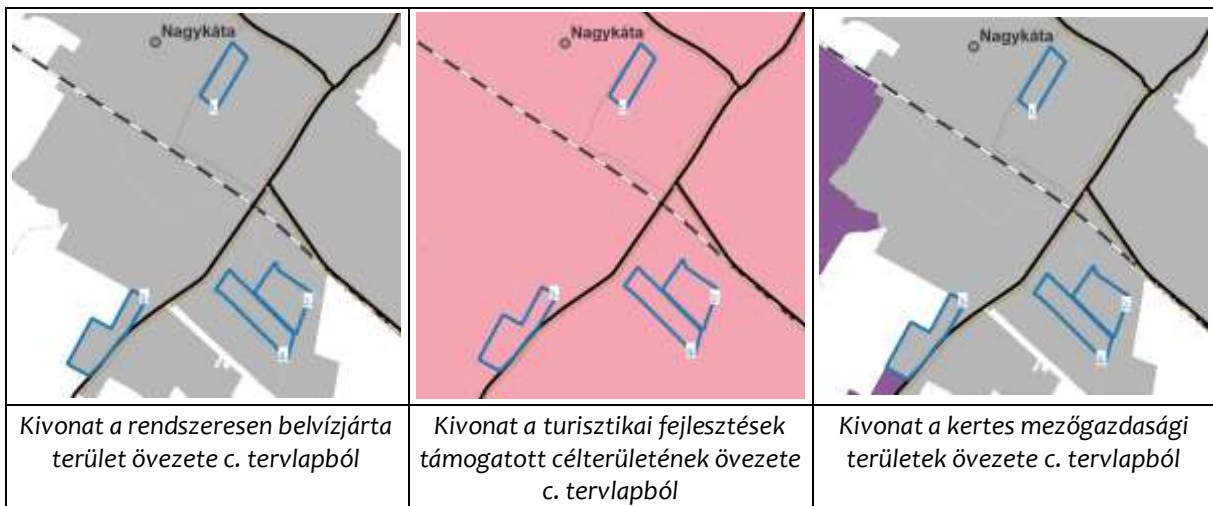 Nagykáta
Nagykáta
Nagykáta
Kivonat a rendszeresen belvízjárta
terület övezete c. tervlapból
Kivonat a turisztikai fejlesztések
támogatott célterületének övezete
c. tervlapból
Kivonat a kertes mezőgazdasági
területek övezete c. tervlapból